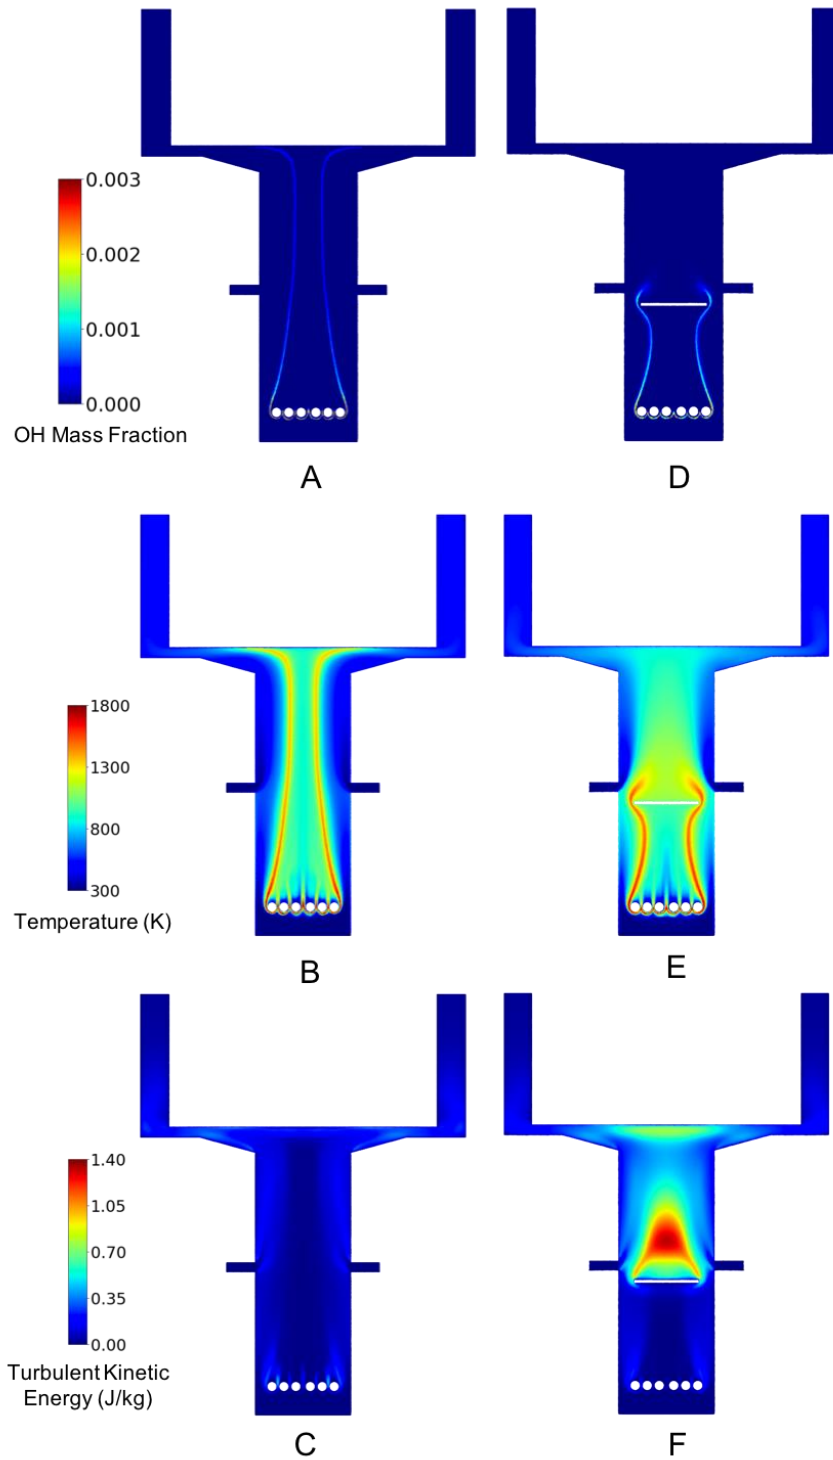 0.003
0.002
0.001
0.000
OH Mass Fraction
A
D
1800
1300
800
300
Temperature (K)
B
E
1.40
1.05
0.70
0.35
0.00
Turbulent Kinetic
Energy (J/kg)
C
F